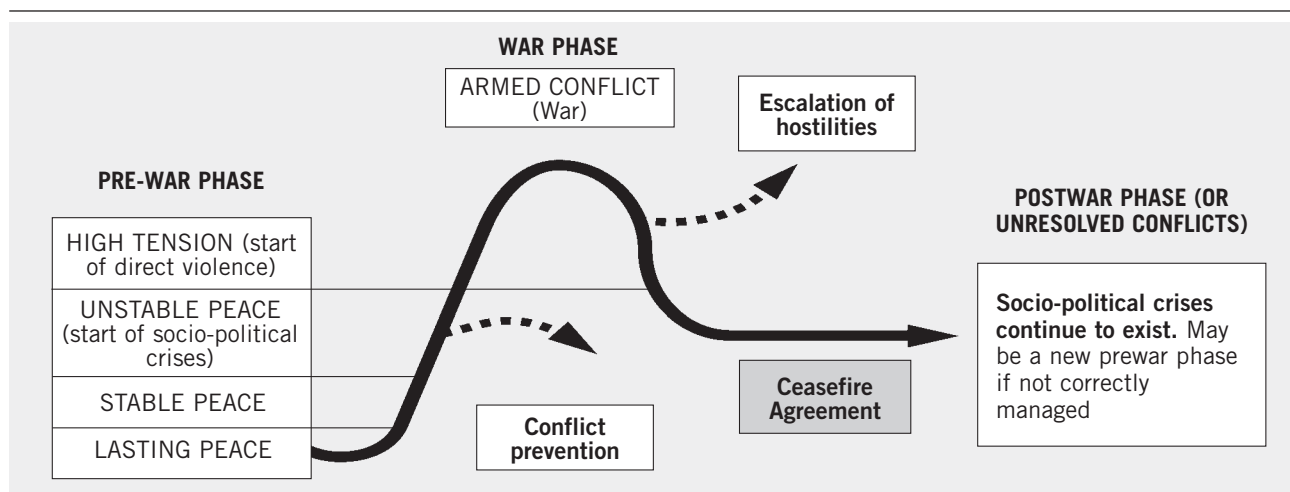 WAR PHASE
ARMED CONFLICT
(War)
Escalation of
hostilities
PRE-WAR PHASE
HIGH TENSION (start
of direct violence)
UNSTABLE PEACE
(start of socio-political
crises)
STABLE PEACE
LASTING PEACE
Conflict
prevention
Ceasefire
Agreement
POSTWAR PHASE (OR
UNRESOLVED CONFLICTS)
Socio-political crises
continue to exist. May
be a new prewar phase
if not correctly
managed